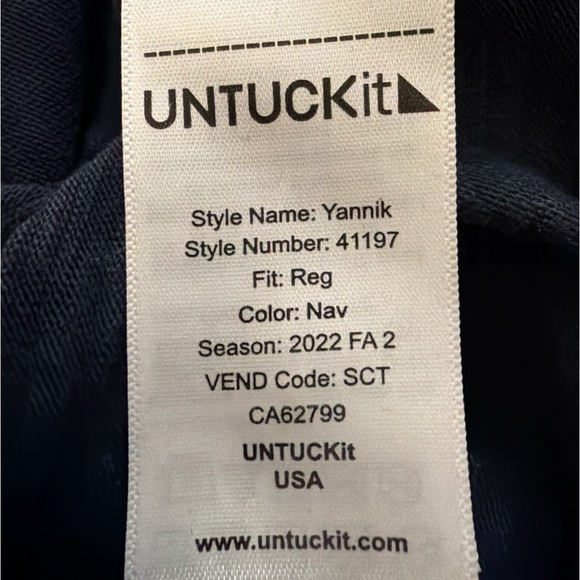 UNTUCKit
Style Name: Yannik
Style Number: 41197
Fit: Reg
Color: Nav
Season: 2022 FA 2
VEND Code: SCT
CA62799
UNTUCKit
USA
www.untuckit.com